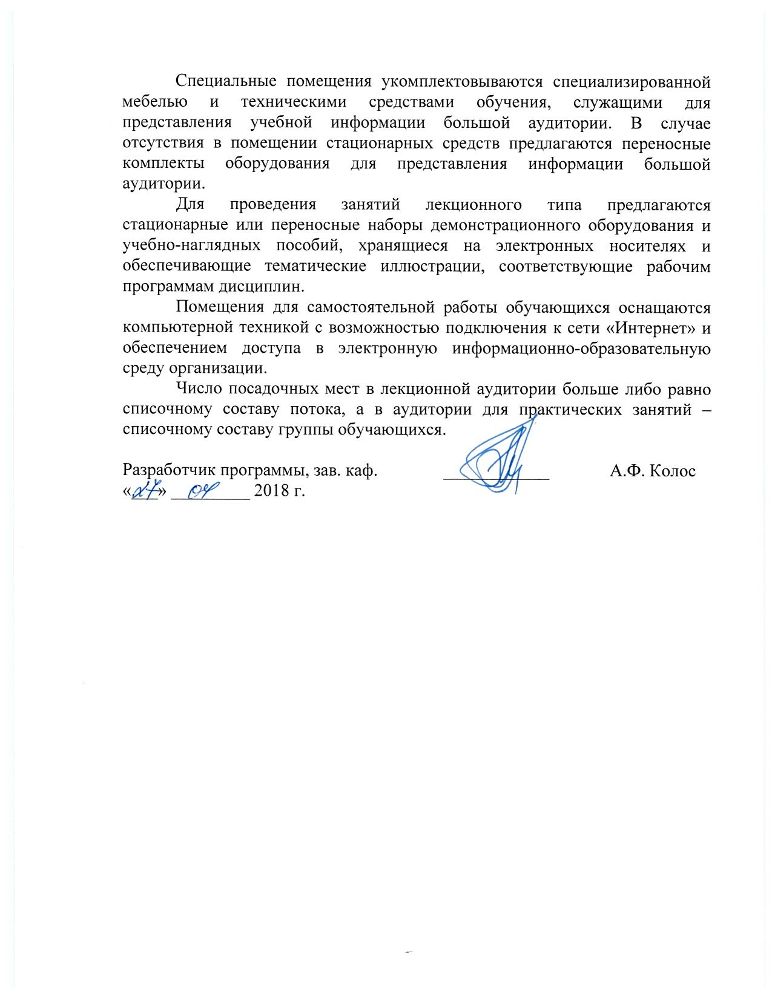 Специальные помещения укомплектовываются специализированной
мебелью и техническими средствами обучения, служащими для
представления учебной информации большой аудитории. В случае
отсутствия в помещении стационарных средств предлагаются переносные
комплекты оборудования для представления информации большой
аудитории.
Для проведения занятий лекционного типа предлагаются
стационарные или переносные наборы демонстрационного оборудования и
учебно-наглядных пособий, хранящиеся на электронных носителях и
обеспечивающие тематические иллюстрации, соответствующие рабочим
программам дисциплин.
Помещения для самостоятельной работы обучающихся оснащаются
компьютерной техникой с возможностью подключения к сети «Интернет» и
обеспечением доступа в электронную информационно-образовательную
среду организации.
Число посадочных мест в лекционной аудитории больше либо равно
списочному составу потока, а в аудитории для практических занятий –
списочному составу группы обучающихся.
Разработчик программы, зав. каф. ____________ А.Ф. Колос
«27» 04 2018 г.